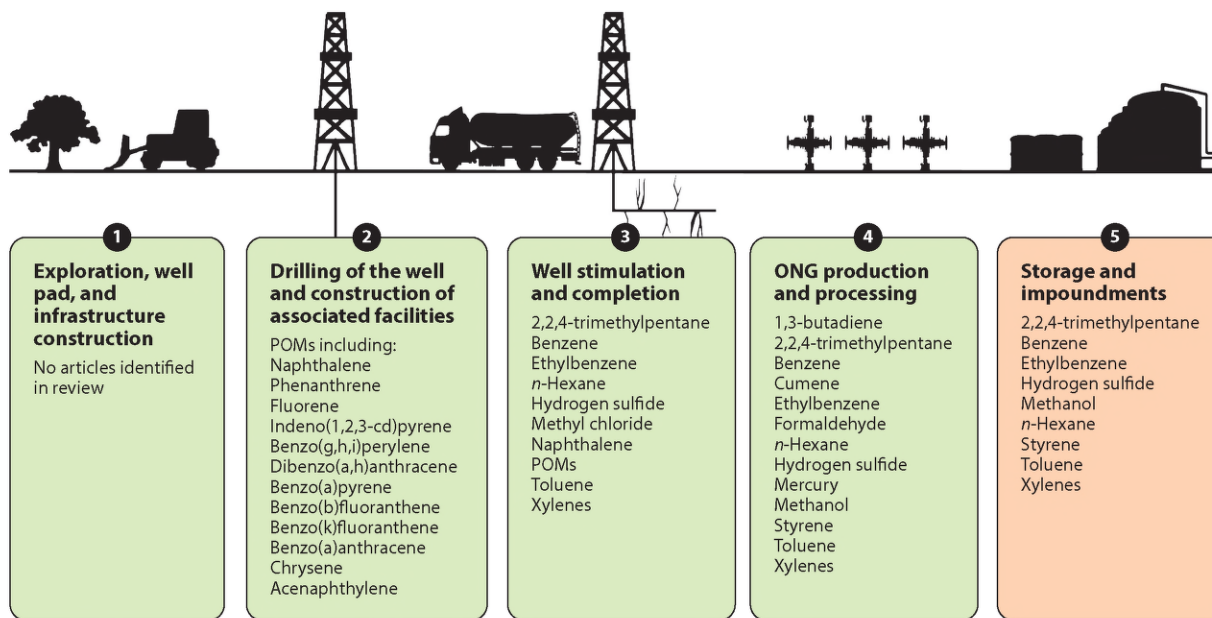 1
Exploration, well
pad, and
infrastructure
construction
No articles identified
in review
2
Drilling of the well
and construction of
associated facilities
POMs including:
Naphthalene
Phenanthrene
Fluorene
Indeno(1,2,3-cd)pyrene
Benzo(g,h,i)perylene
Dibenzo(a,h)anthracene
Benzo(a)pyrene
Benzo(b)fluoranthene
Benzo(k)fluoranthene
Benzo(a)anthracene
Chrysene
Acenaphthylene
3
Well stimulation
and completion
2,2,4-trimethylpentane
Benzene
Ethylbenzene
n-Hexane
Hydrogen sulfide
Methyl chloride
Naphthalene
POMs
Toluene
Xylenes
4
ONG production
and processing
1,3-butadiene
2,2,4-trimethylpentane
Benzene
Cumene
Ethylbenzene
Formaldehyde
n-Hexane
Hydrogen sulfide
Mercury
Methanol
Styrene
Toluene
Xylenes
5
Storage and
impoundments
2,2,4-trimethylpentane
Benzene
Ethylbenzene
Hydrogen sulfide
Methanol
n-Hexane
Styrene
Toluene
Xylenes